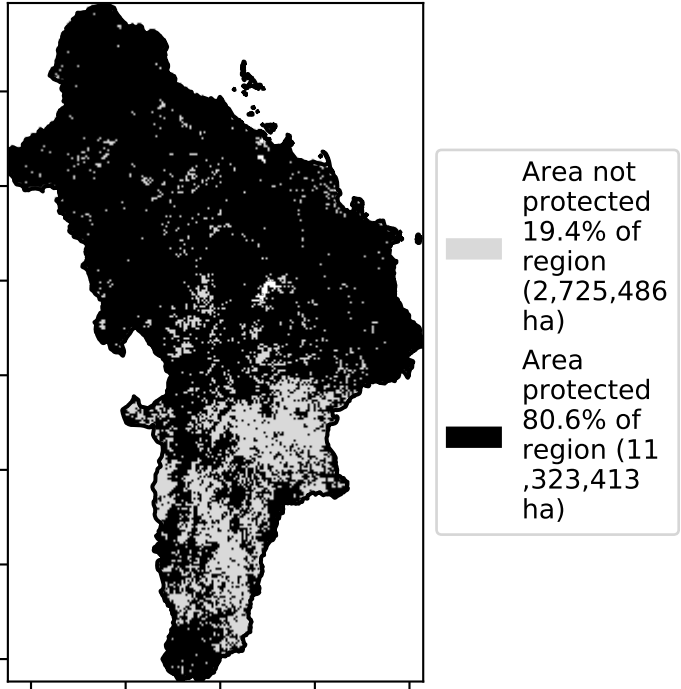 Area not
protected
19.4% of
region
(2,725,486
ha)
Area
protected
80.6% of
region (11
,323,413
ha)